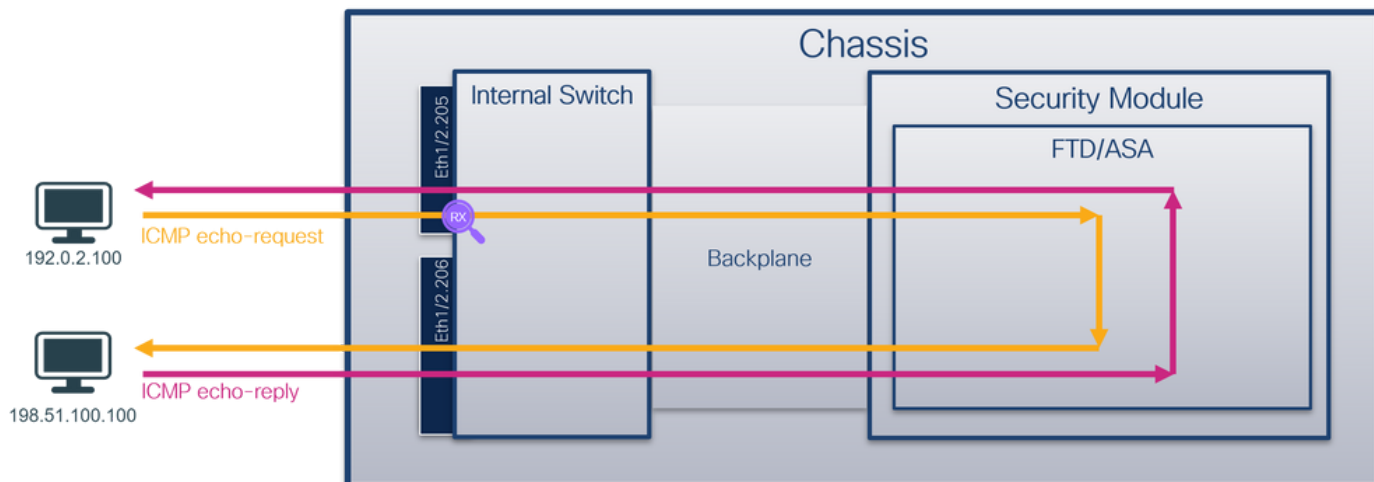 Chassis
Internal Switch
Security Module
FTD/ASA
Eth1/2.205
RX
ICMP echo-request
192.0.2.100
Backplane
Eth1/2.206
ICMP echo-reply
198.51.100.100